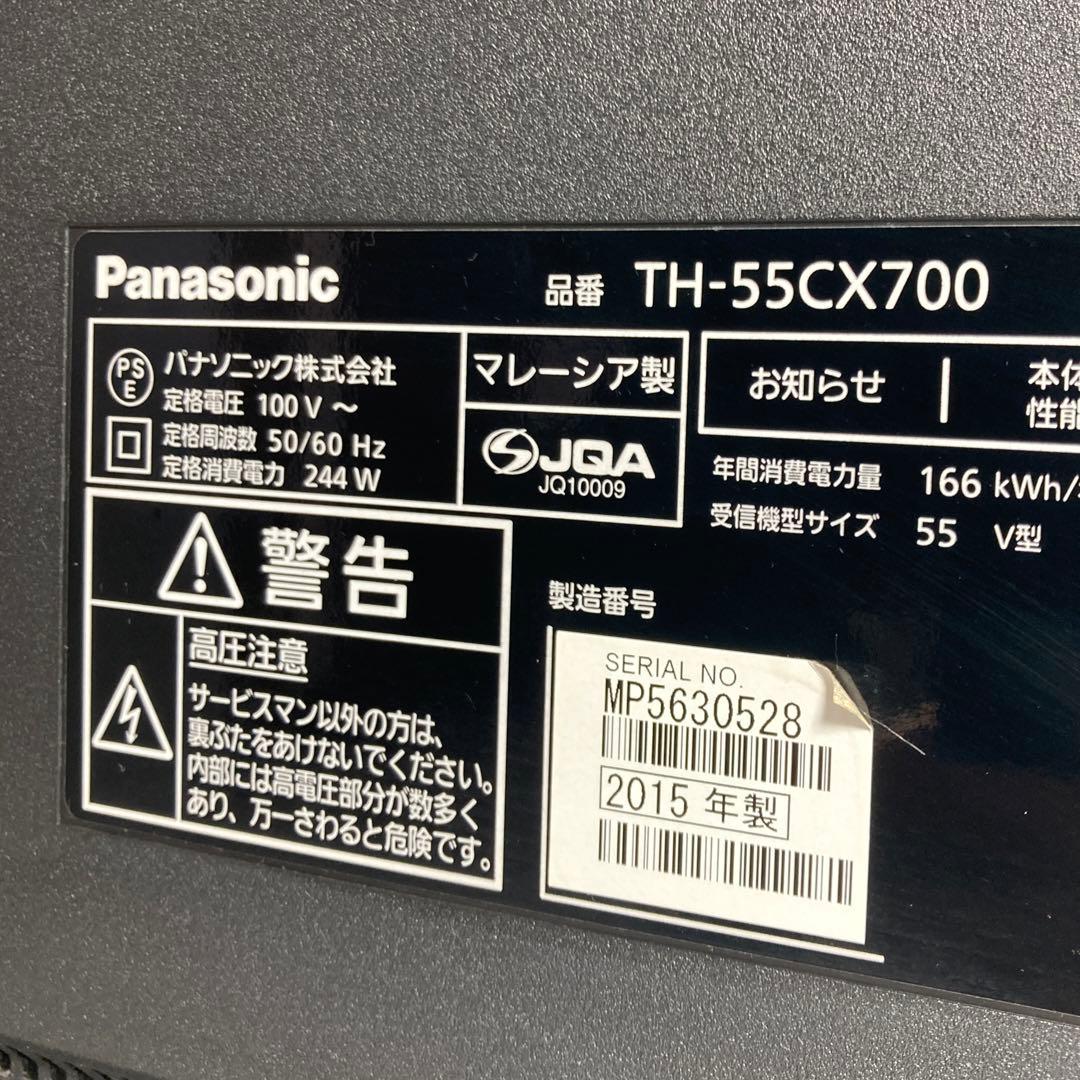 Panasonic
品番 TH-55CX700
PS
E
パナソニック株式会社
定格電圧 100 V ～
定格周波数 50/60 Hz
定格消費電力 244 W
マレーシア製
JQA
JQ10009
お知らせ
本体
性能
年間消費電力量 166 kWh/
受信機型サイズ 55 V型
警告
高圧注意
サービスマン以外の方は、
裏ぶたをあけないでください。
内部には高電圧部分が数多く
あり、万一さわると危険です。
製造番号
SERIAL NO.
MP5630528
2015 年製